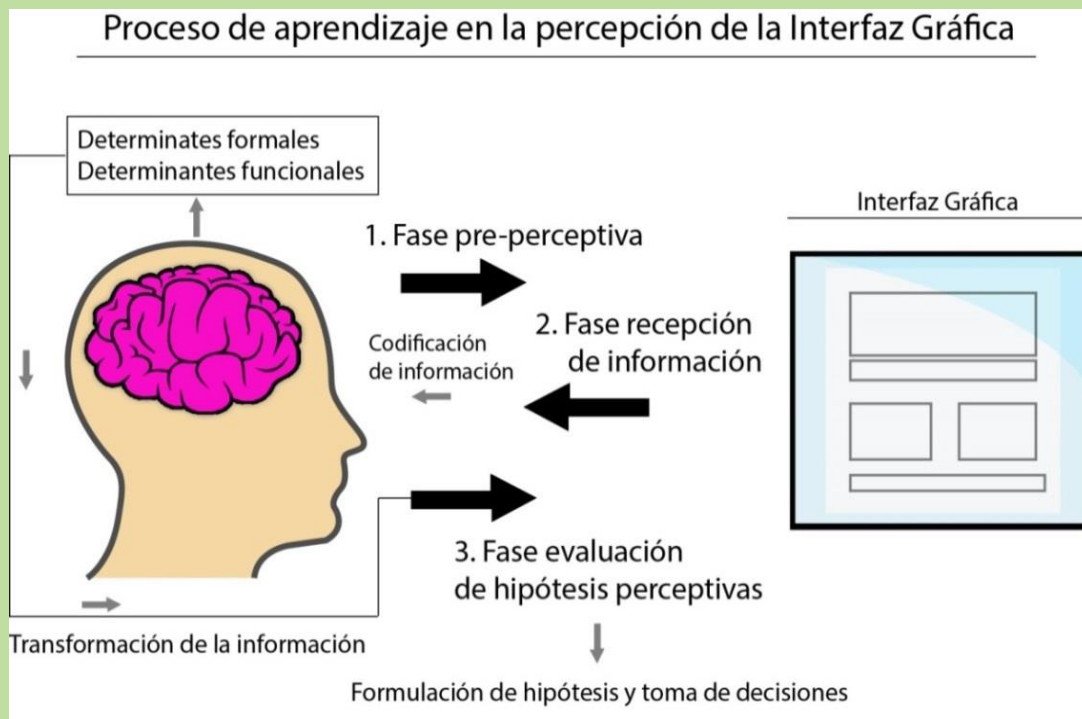 Proceso de aprendizaje en la percepción de la Interfaz Gráfica
Determinates formales
Determinantes funcionales
1. Fase pre-perceptiva
Interfaz Gráfica
2. Fase recepción
de información
Codificación
de información
3. Fase evaluación
de hipótesis perceptivas
Transformación de la información
Formulación de hipótesis y toma de decisiones